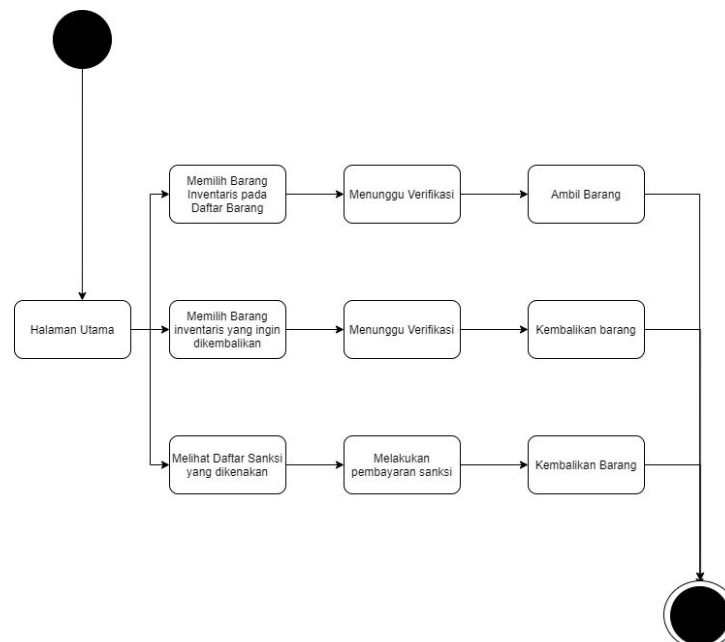 Memilih Barang
Inventaris pada
Daftar Barang
Menunggu Verifikasi
Ambil Barang
Halaman Utama
Memilih Barang
inventaris yang ingin
dikembalikan
Menunggu Verifikasi
Kembalikan barang
Melihat Daftar Sanksi
yang dikenakan
Melakukan
pembayaran sanksi
Kembalikan Barang